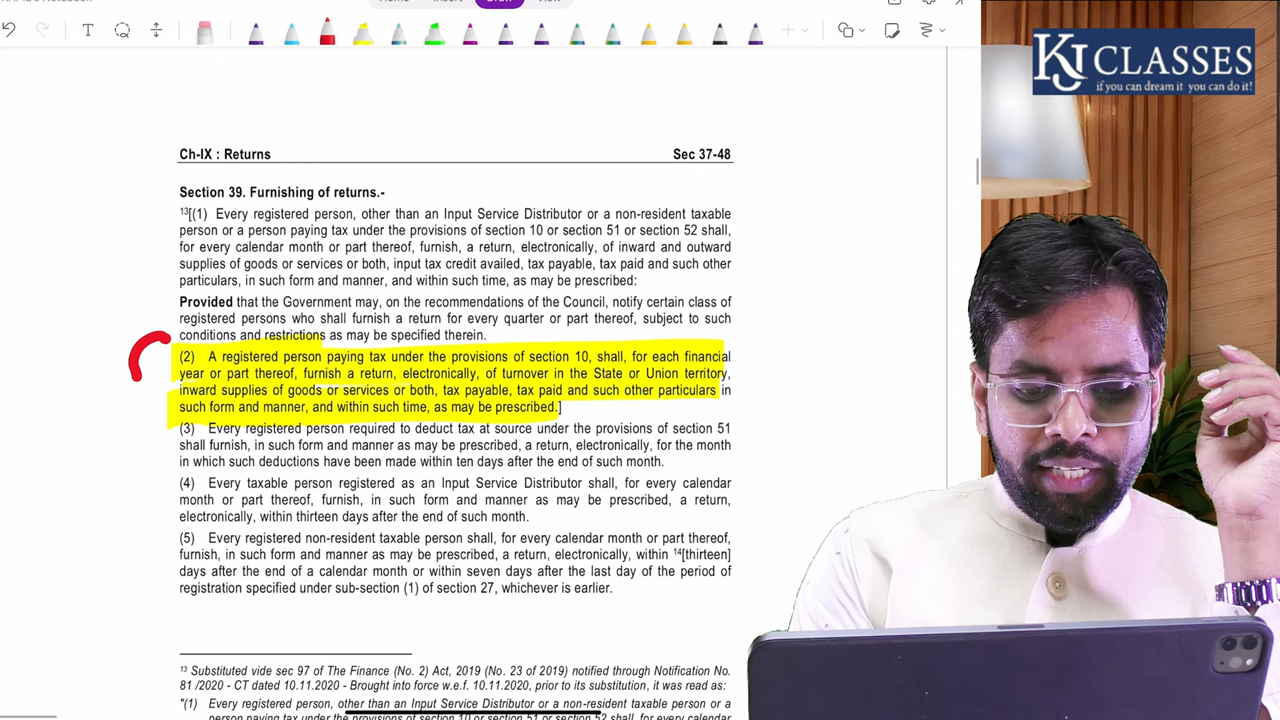 Draw
KJ CLASSES
if you can dream it you can do it!
Ch-IX : Returns Sec 37-48
Section 39. Furnishing of returns.-
13[(1) Every registered person, other than an Input Service Distributor or a non-resident taxable
person or a person paying tax under the provisions of section 10 or section 51 or section 52 shall,
for every calendar month or part thereof, furnish, a return, electronically, of inward and outward
supplies of goods or services or both, input tax credit availed, tax payable, tax paid and such other
particulars, in such form and manner, and within such time, as may be prescribed:
Provided that the Government may, on the recommendations of the Council, notify certain class of
registered persons who shall furnish a return for every quarter or part thereof, subject to such
conditions and restrictions as may be specified therein.
(2) A registered person paying tax under the provisions of section 10, shall, for each financial
year or part thereof, furnish a return, electronically, of turnover in the State or Union territory,
inward supplies of goods or services or both, tax payable, tax paid and such other particulars in
such form and manner, and within such time, as may be prescribed.]
(3) Every registered person required to deduct tax at source under the provisions of section 51
shall furnish, in such form and manner as may be prescribed, a return, electronically, for the month
in which such deductions have been made within ten days after the end of such month.
(4) Every taxable person registered as an Input Service Distributor shall, for every calendar
month or part thereof, furnish, in such form and manner as may be prescribed, a return,
electronically, within thirteen days after the end of such month.
(5) Every registered non-resident taxable person shall, for every calendar month or part thereof,
furnish, in such form and manner as may be prescribed, a return, electronically, within 14[thirteen]
days after the end of a calendar month or within seven days after the last day of the period of
registration specified under sub-section (1) of section 27, whichever is earlier.
13 Substituted vide sec 97 of The Finance (No. 2) Act, 2019 (No. 23 of 2019) notified through Notification No.
81 /2020 - CT dated 10.11.2020 - Brought into force w.e.f. 10.11.2020, prior to its substitution, it was read as:
"(1) Every registered person, other than an Input Service Distributor or a non-resident taxable person or a
person paying tax under the provisions of section 10 or section 51 or section 52 shall, for every calendar